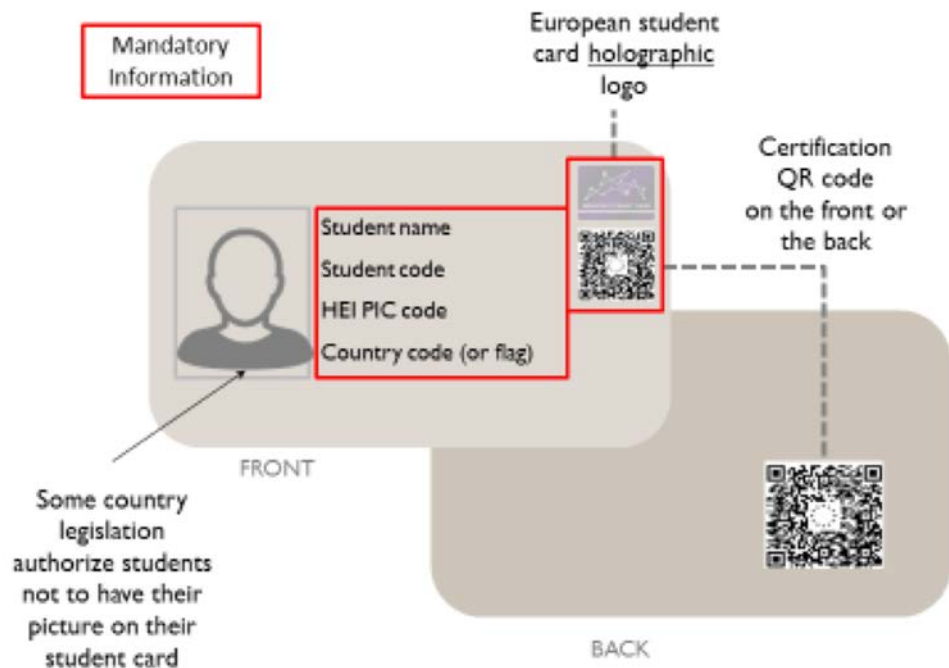 Mandatory
Information
European student
card holographic
logo
Certification
QR code
on the front or
the back
Student name
Student code
HEI PIC code
Country code (or flag)
FRONT
Some country
legislation
authorize students
not to have their
picture on their
student card
BACK